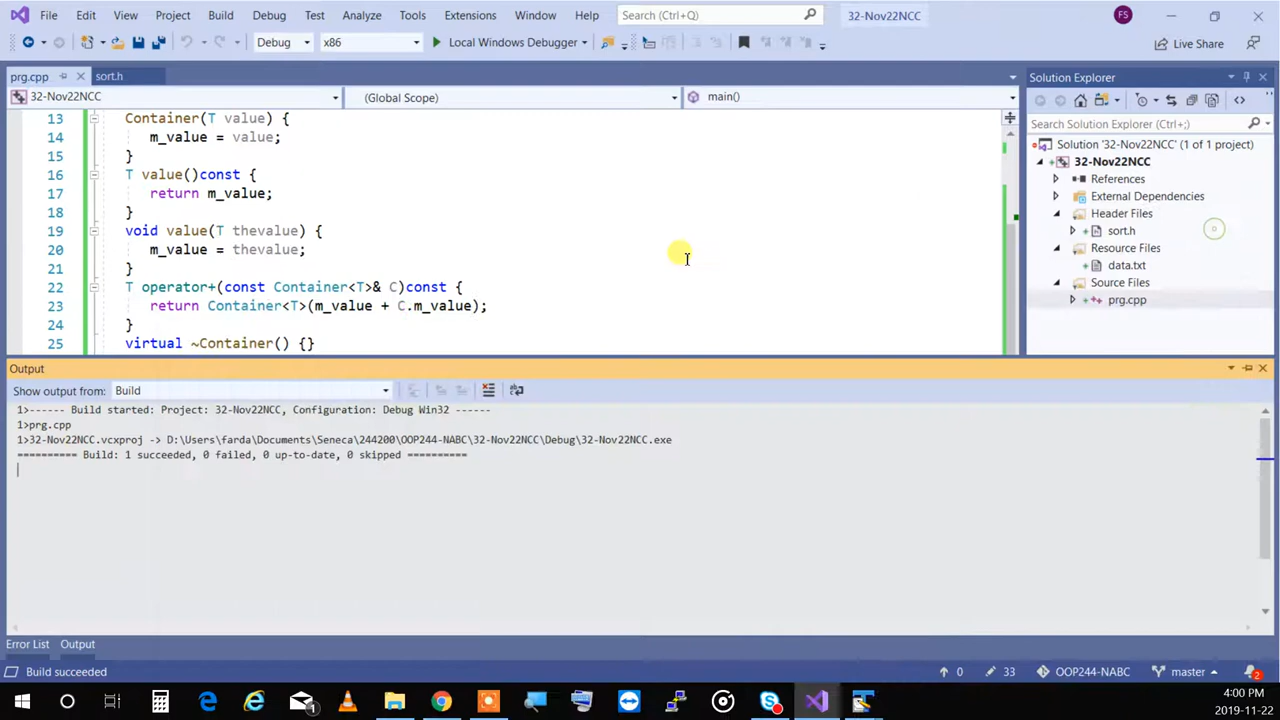 File Edit View Project Build Debug Test Analyze Tools Extensions Window Help Search (Ctrl+Q) 32-Nov22NCC FS
Debug x86 Local Windows Debugger Live Share
prg.cpp sort.h
32-Nov22NCC (Global Scope) main()
13 Container(T value) {
14 m_value = value;
15 }
16 T value()const {
17 return m_value;
18 }
19 void value(T thevalue) {
20 m_value = thevalue;
21 }
22 T operator+(const Container<T>& C)const {
23 return Container<T>(m_value + C.m_value);
24 }
25 virtual ~Container() {}
Solution Explorer
Search Solution Explorer (Ctrl+;)
Solution '32-Nov22NCC' (1 of 1 project)
32-Nov22NCC
References
External Dependencies
Header Files
sort.h
Resource Files
data.txt
Source Files
prg.cpp
Output
Show output from: Build
1>------ Build started: Project: 32-Nov22NCC, Configuration: Debug Win32 ------
1>prg.cpp
1>32-Nov22NCC.vcxproj -> D:\Users\farda\Documents\Seneca\244200\OOP244-NABC\32-Nov22NCC\Debug\32-Nov22NCC.exe
========== Build: 1 succeeded, 0 failed, 0 up-to-date, 0 skipped ==========
Error List Output
Build succeeded 0 33 OOP244-NABC master 2
1
4:00 PM
2019-11-22